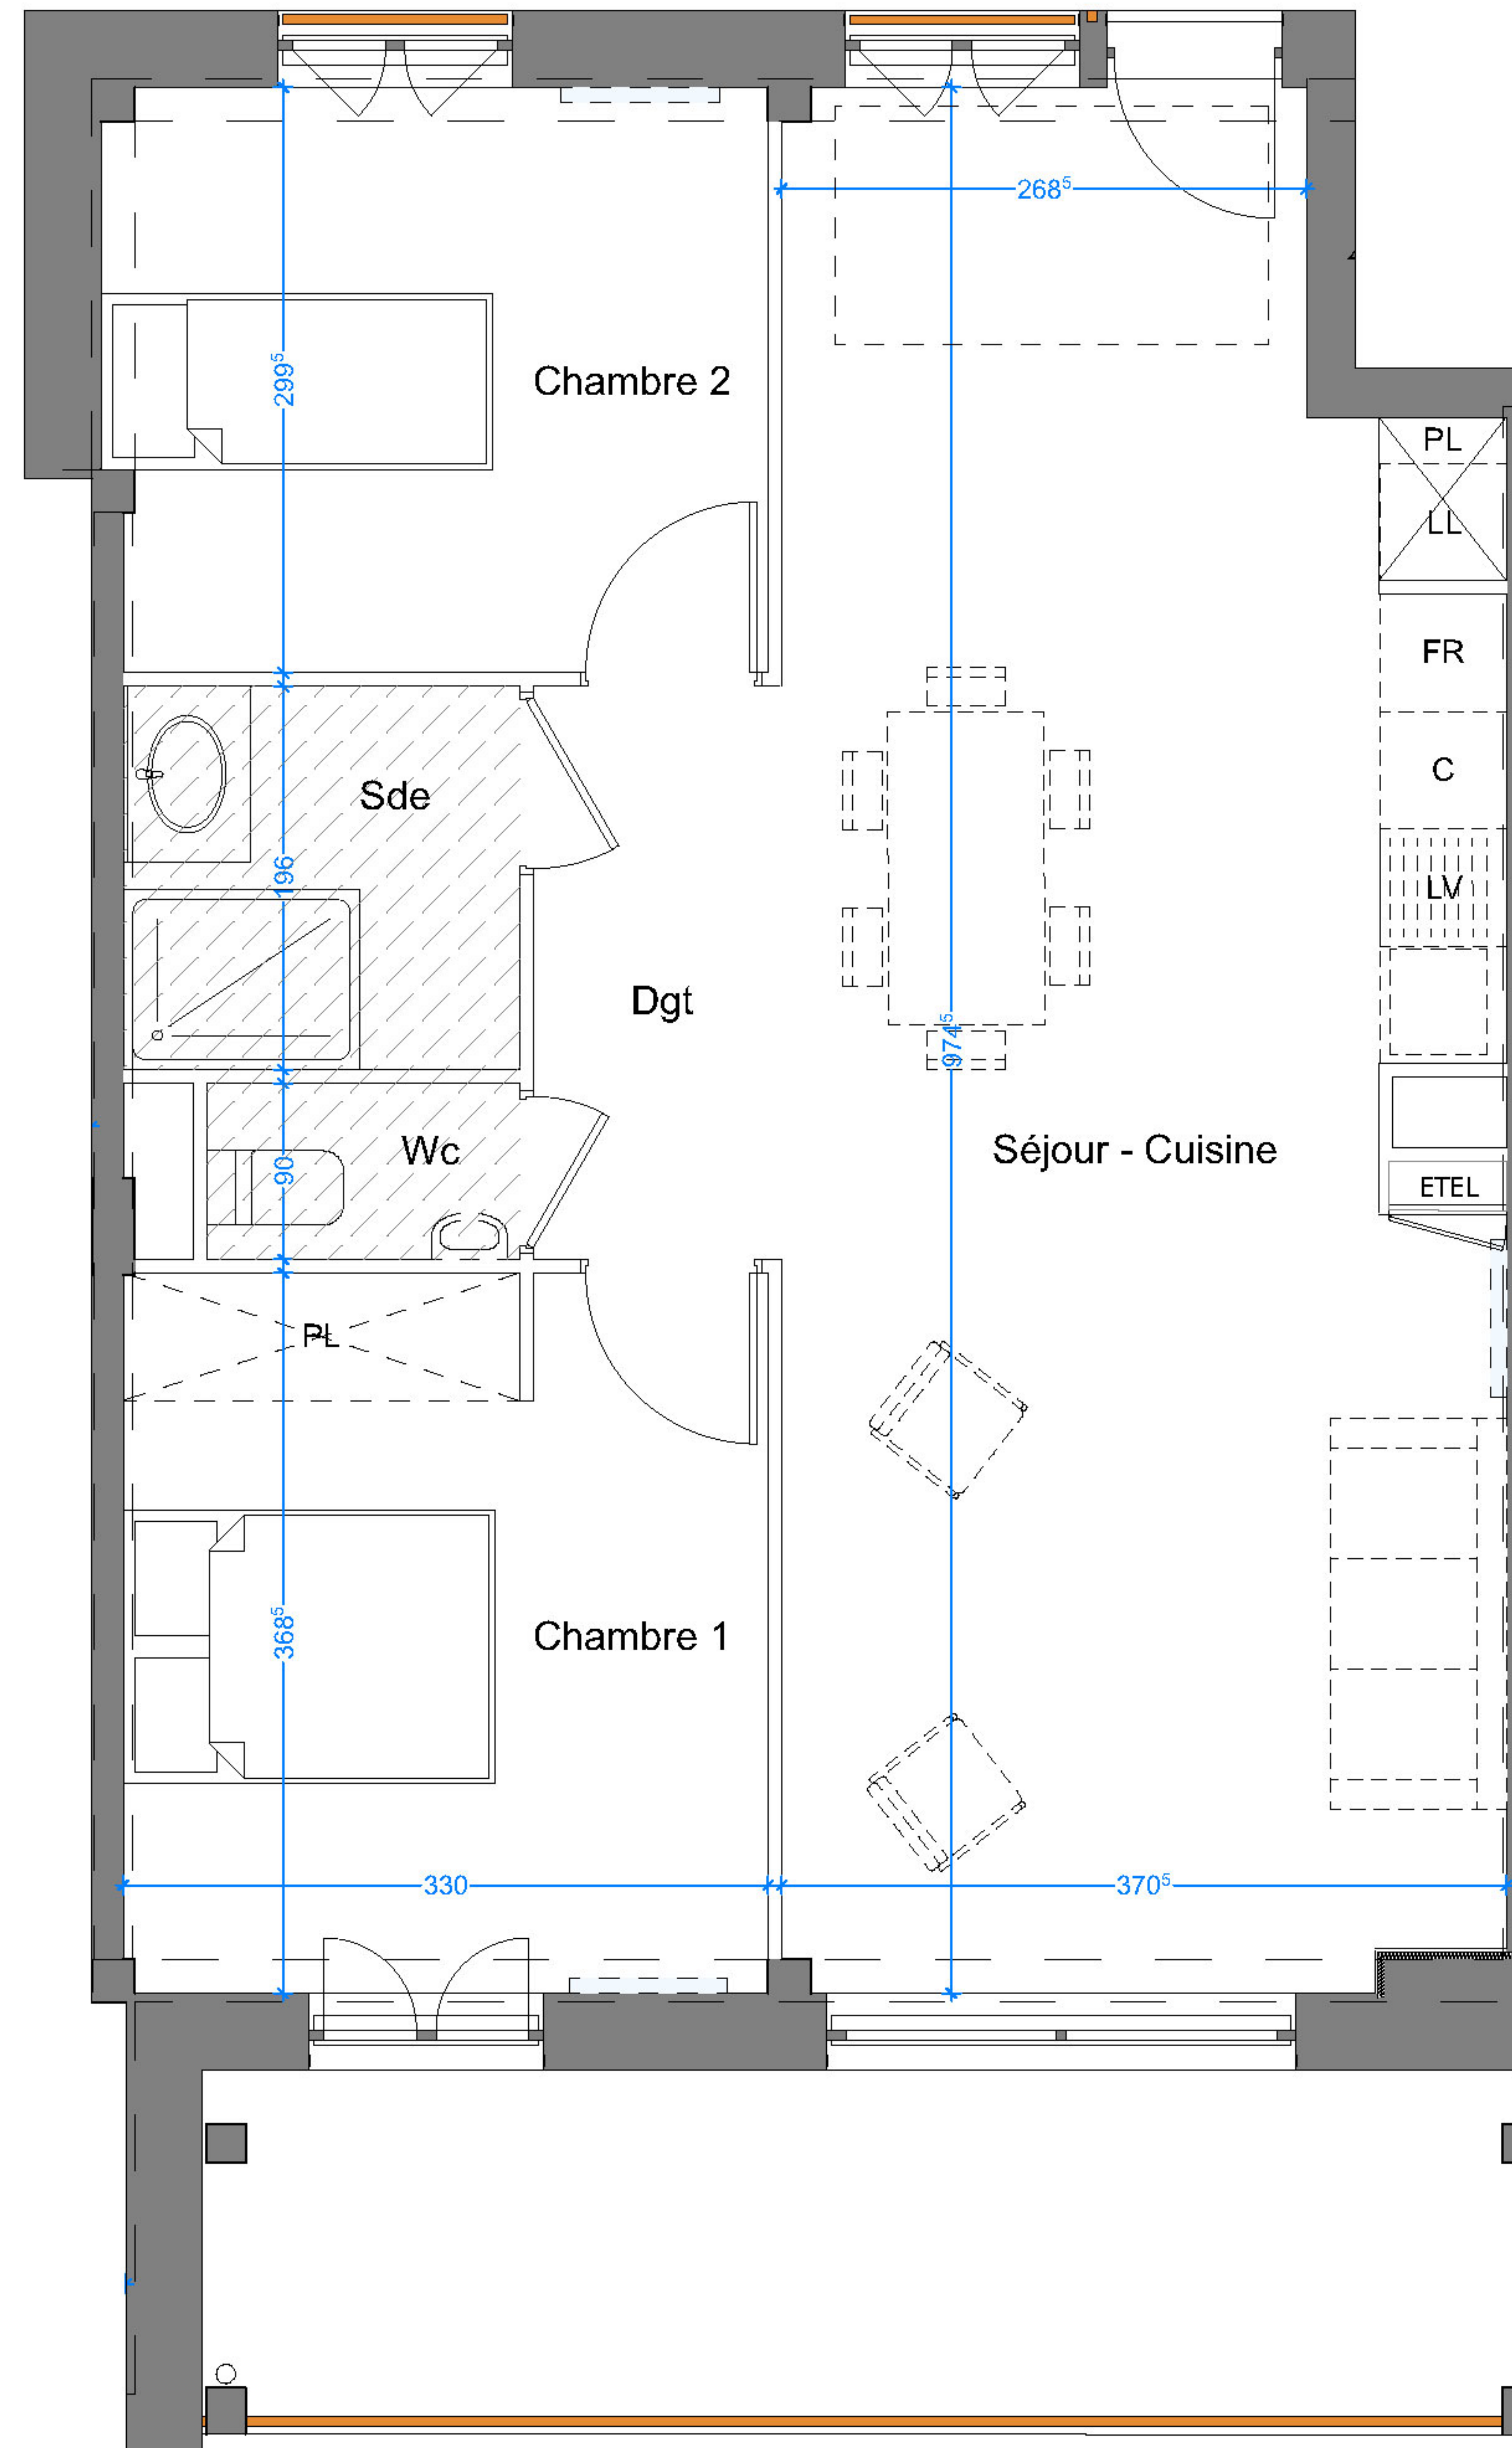 268⁵
299⁵
Chambre 2
PL
LL
FR
C
Sde
196
LV
Dgt
974⁵
Wc
90
Séjour - Cuisine
ETEL
PL
368⁵
Chambre 1
330
370⁵